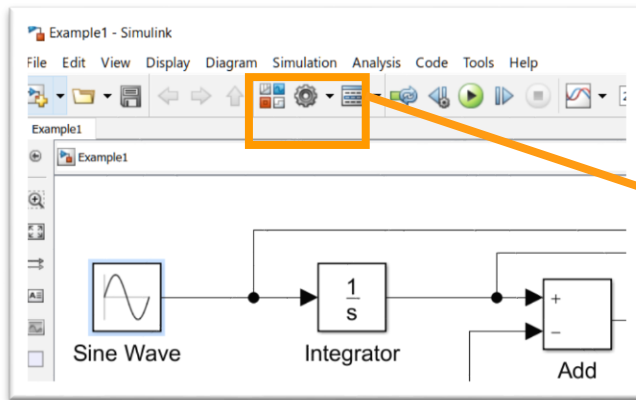 Example1 - Simulink
File Edit View Display Diagram Simulation Analysis Code Tools Help
Example1
Example1
A
1
s
+
−
Sine Wave
Integrator
Add